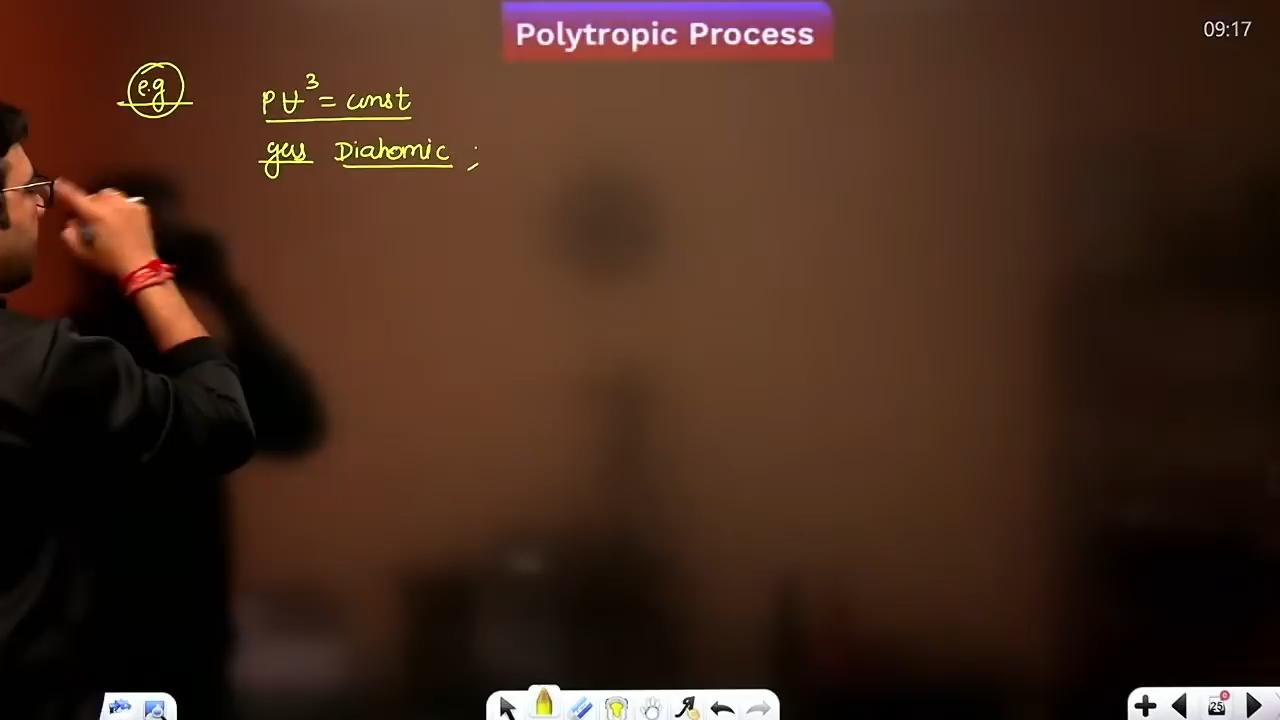 Polytropic Process
09:17
e.g
PV³ = const
gas Diatomic ;
25